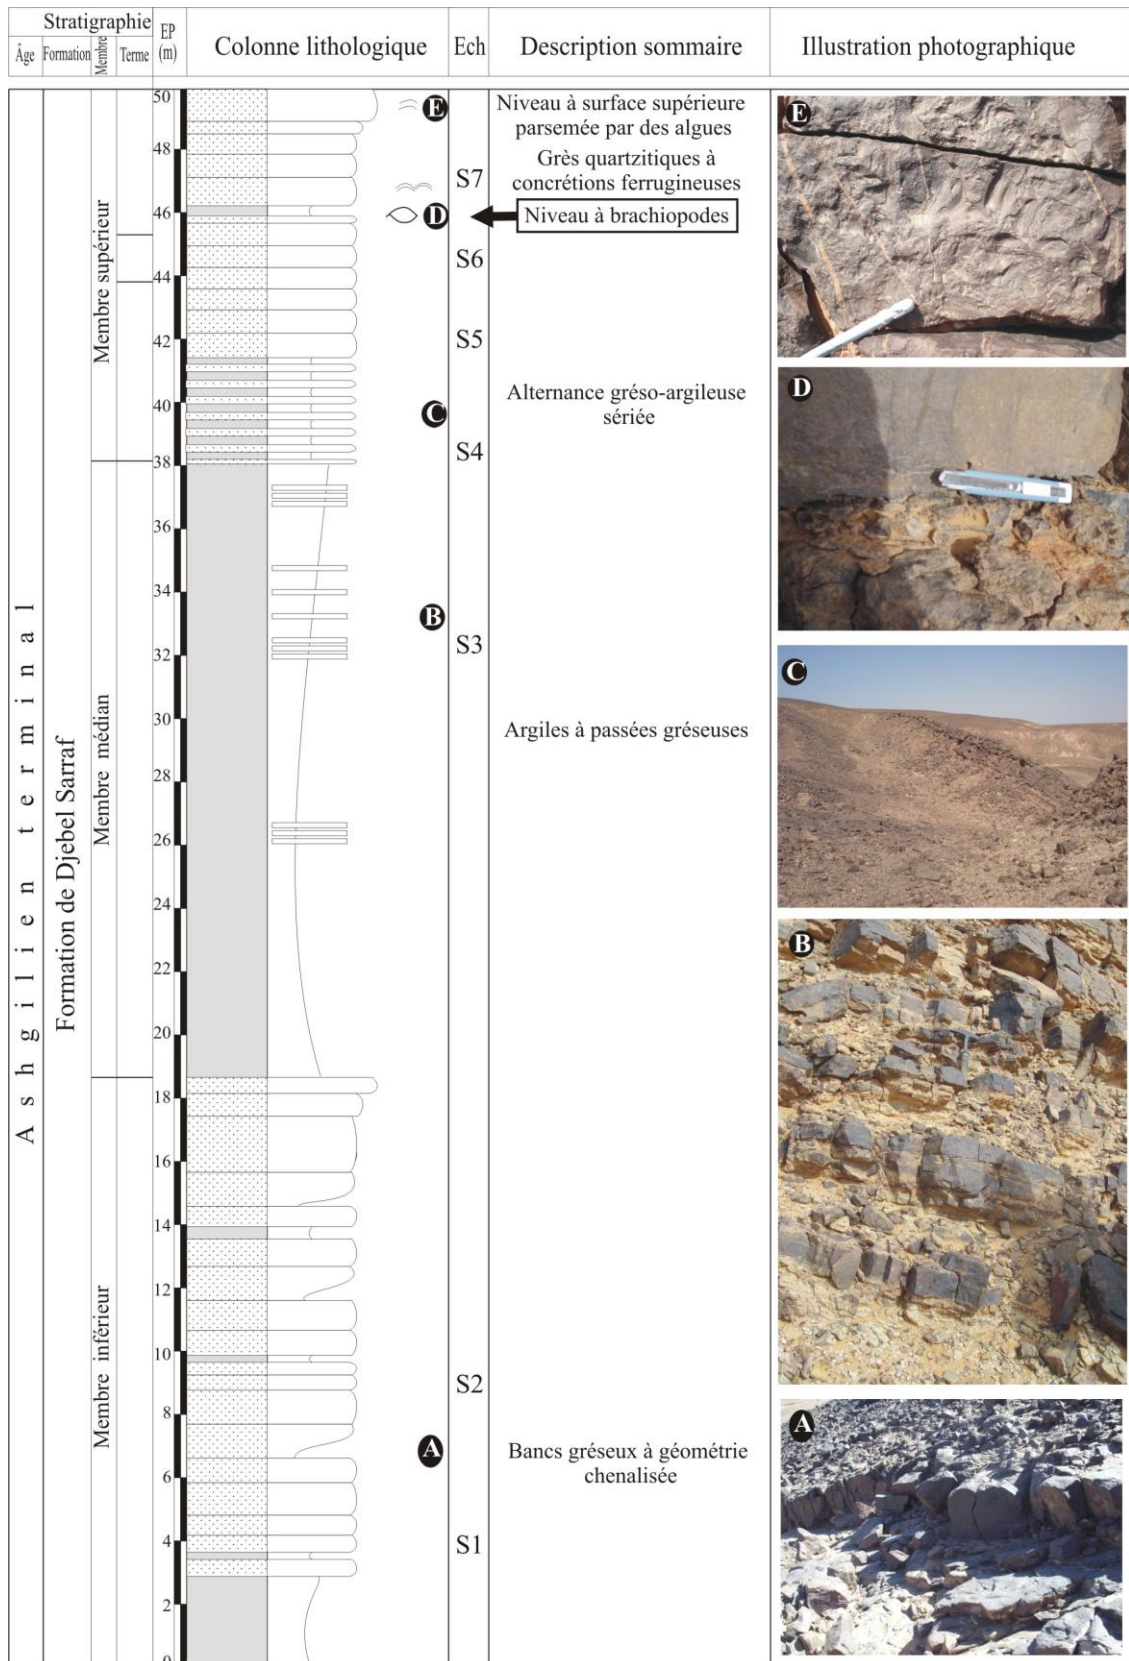 Stratigraphie
Âge
Formation
Membre
Terme
EP
(m)
Colonne lithologique
Ech
Description sommaire
Illustration photographique
Ashgilien terminal
Formation de Djebel Sarraf
Membre supérieur
Membre médian
Membre inférieur
50
48
46
44
42
40
38
36
34
32
30
28
26
24
22
20
18
16
14
12
10
8
6
4
2
0
E
D
C
B
A
S7
S6
S5
S4
S3
S2
S1
Niveau à surface supérieure
parsemée par des algues
Grès quartzitiques à
concrétions ferrugineuses
Niveau à brachiopodes
Alternance gréso-argileuse
sériée
Argiles à passées gréseuses
Bancs gréseux à géométrie
chenalisée
E
D
C
B
A